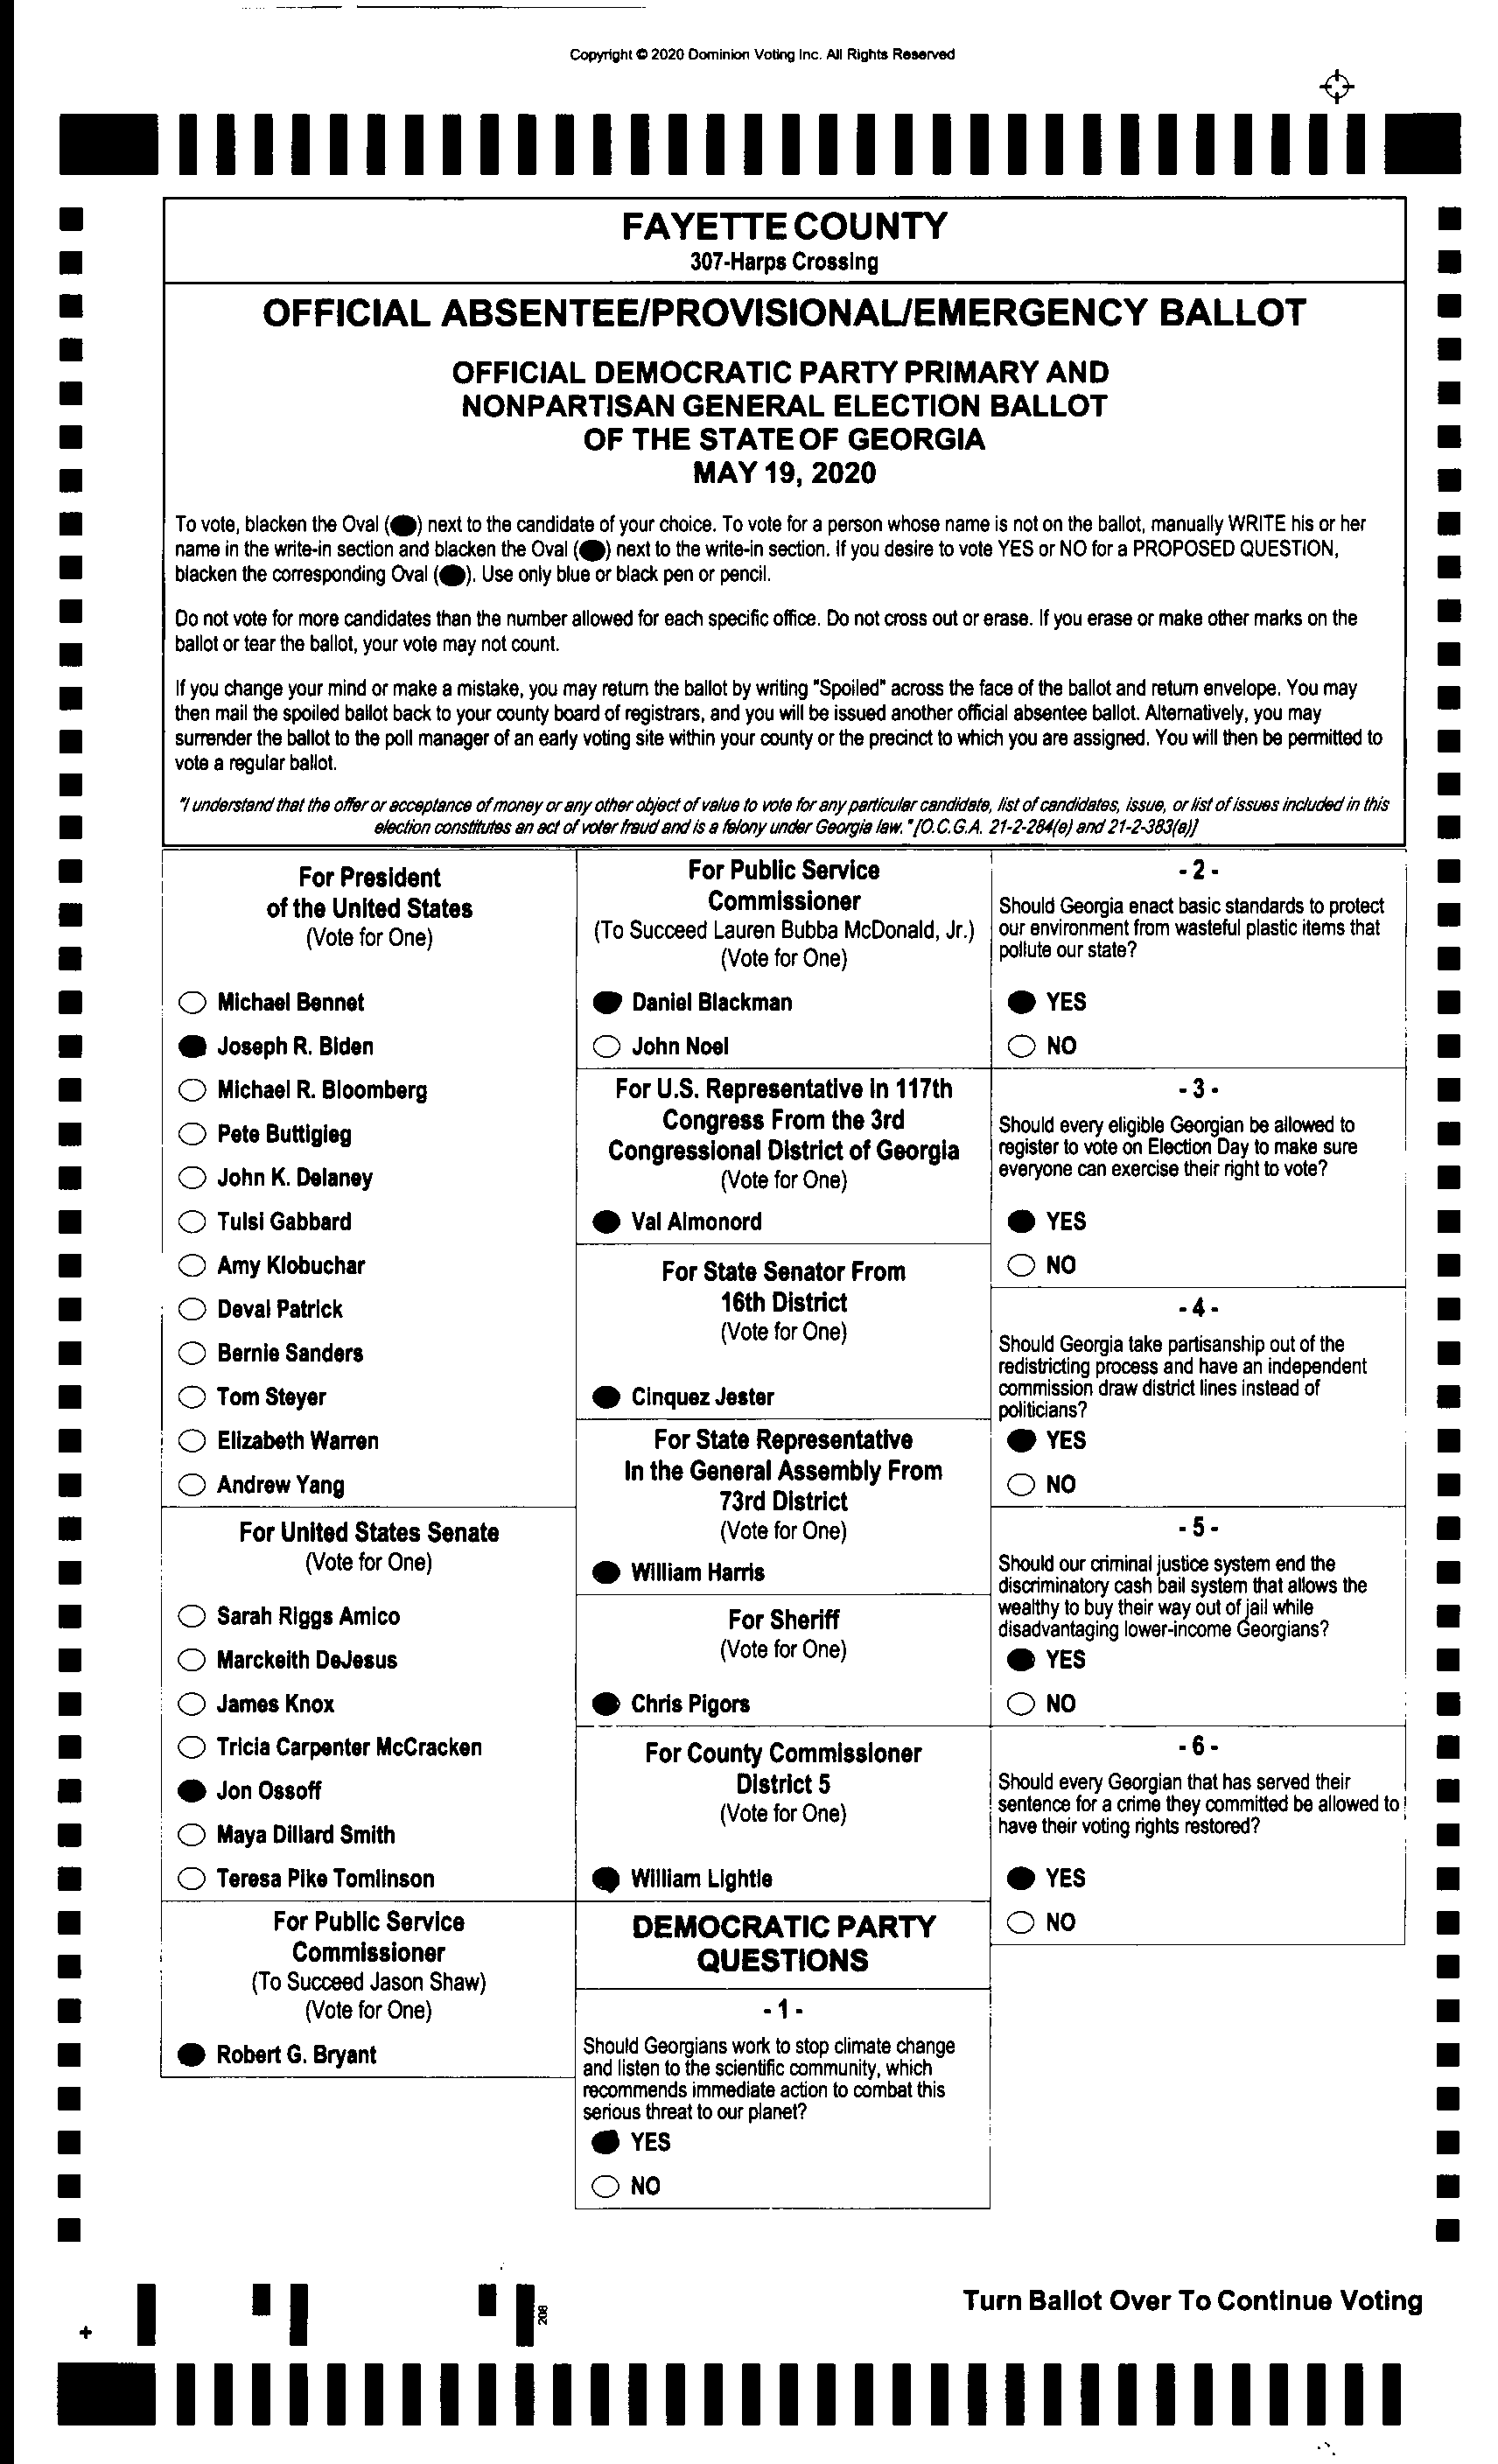 Copyright © 2020 Dominion Voting Inc. All Rights Reserved
FAYETTE COUNTY
307-Harps Crossing
OFFICIAL ABSENTEE/PROVISIONAL/EMERGENCY BALLOT
OFFICIAL DEMOCRATIC PARTY PRIMARY AND
NONPARTISAN GENERAL ELECTION BALLOT
OF THE STATE OF GEORGIA
MAY 19, 2020
To vote, blacken the Oval ( ) next to the candidate of your choice. To vote for a person whose name is not on the ballot, manually WRITE his or her
name in the write-in section and blacken the Oval ( ) next to the write-in section. If you desire to vote YES or NO for a PROPOSED QUESTION,
blacken the corresponding Oval ( ). Use only blue or black pen or pencil.
Do not vote for more candidates than the number allowed for each specific office. Do not cross out or erase. If you erase or make other marks on the
ballot or tear the ballot, your vote may not count.
If you change your mind or make a mistake, you may return the ballot by writing "Spoiled" across the face of the ballot and return envelope. You may
then mail the spoiled ballot back to your county board of registrars, and you will be issued another official absentee ballot. Alternatively, you may
surrender the ballot to the poll manager of an early voting site within your county or the precinct to which you are assigned. You will then be permitted to
vote a regular ballot.
"I understand that the offer or acceptance of money or any other object of value to vote for any particular candidate, list of candidates, issue, or list of issues included in this
election constitutes an act of voter fraud and is a felony under Georgia law." [O.C.G.A. 21-2-284(e) and 21-2-383(a)]
For President
of the United States
(Vote for One)
Michael Bennet
Joseph R. Biden
Michael R. Bloomberg
Pete Buttigieg
John K. Delaney
Tulsi Gabbard
Amy Klobuchar
Deval Patrick
Bernie Sanders
Tom Steyer
Elizabeth Warren
Andrew Yang
For United States Senate
(Vote for One)
Sarah Riggs Amico
Marckeith DeJesus
James Knox
Tricia Carpenter McCracken
Jon Ossoff
Maya Dillard Smith
Teresa Pike Tomlinson
For Public Service
Commissioner
(To Succeed Jason Shaw)
(Vote for One)
Robert G. Bryant
For Public Service
Commissioner
(To Succeed Lauren Bubba McDonald, Jr.)
(Vote for One)
Daniel Blackman
John Noel
For U.S. Representative in 117th
Congress From the 3rd
Congressional District of Georgia
(Vote for One)
Val Almonord
For State Senator From
16th District
(Vote for One)
Cinquez Jester
For State Representative
In the General Assembly From
73rd District
(Vote for One)
William Harris
For Sheriff
(Vote for One)
Chris Pigors
For County Commissioner
District 5
(Vote for One)
William Lightle
DEMOCRATIC PARTY
QUESTIONS
- 1 -
Should Georgians work to stop climate change
and listen to the scientific community, which
recommends immediate action to combat this
serious threat to our planet?
YES
NO
- 2 -
Should Georgia enact basic standards to protect
our environment from wasteful plastic items that
pollute our state?
YES
NO
- 3 -
Should every eligible Georgian be allowed to
register to vote on Election Day to make sure
everyone can exercise their right to vote?
YES
NO
- 4 -
Should Georgia take partisanship out of the
redistricting process and have an independent
commission draw district lines instead of
politicians?
YES
NO
- 5 -
Should our criminal justice system end the
discriminatory cash bail system that allows the
wealthy to buy their way out of jail while
disadvantaging lower-income Georgians?
YES
NO
- 6 -
Should every Georgian that has served their
sentence for a crime they committed be allowed to
have their voting rights restored?
YES
NO
Turn Ballot Over To Continue Voting
208